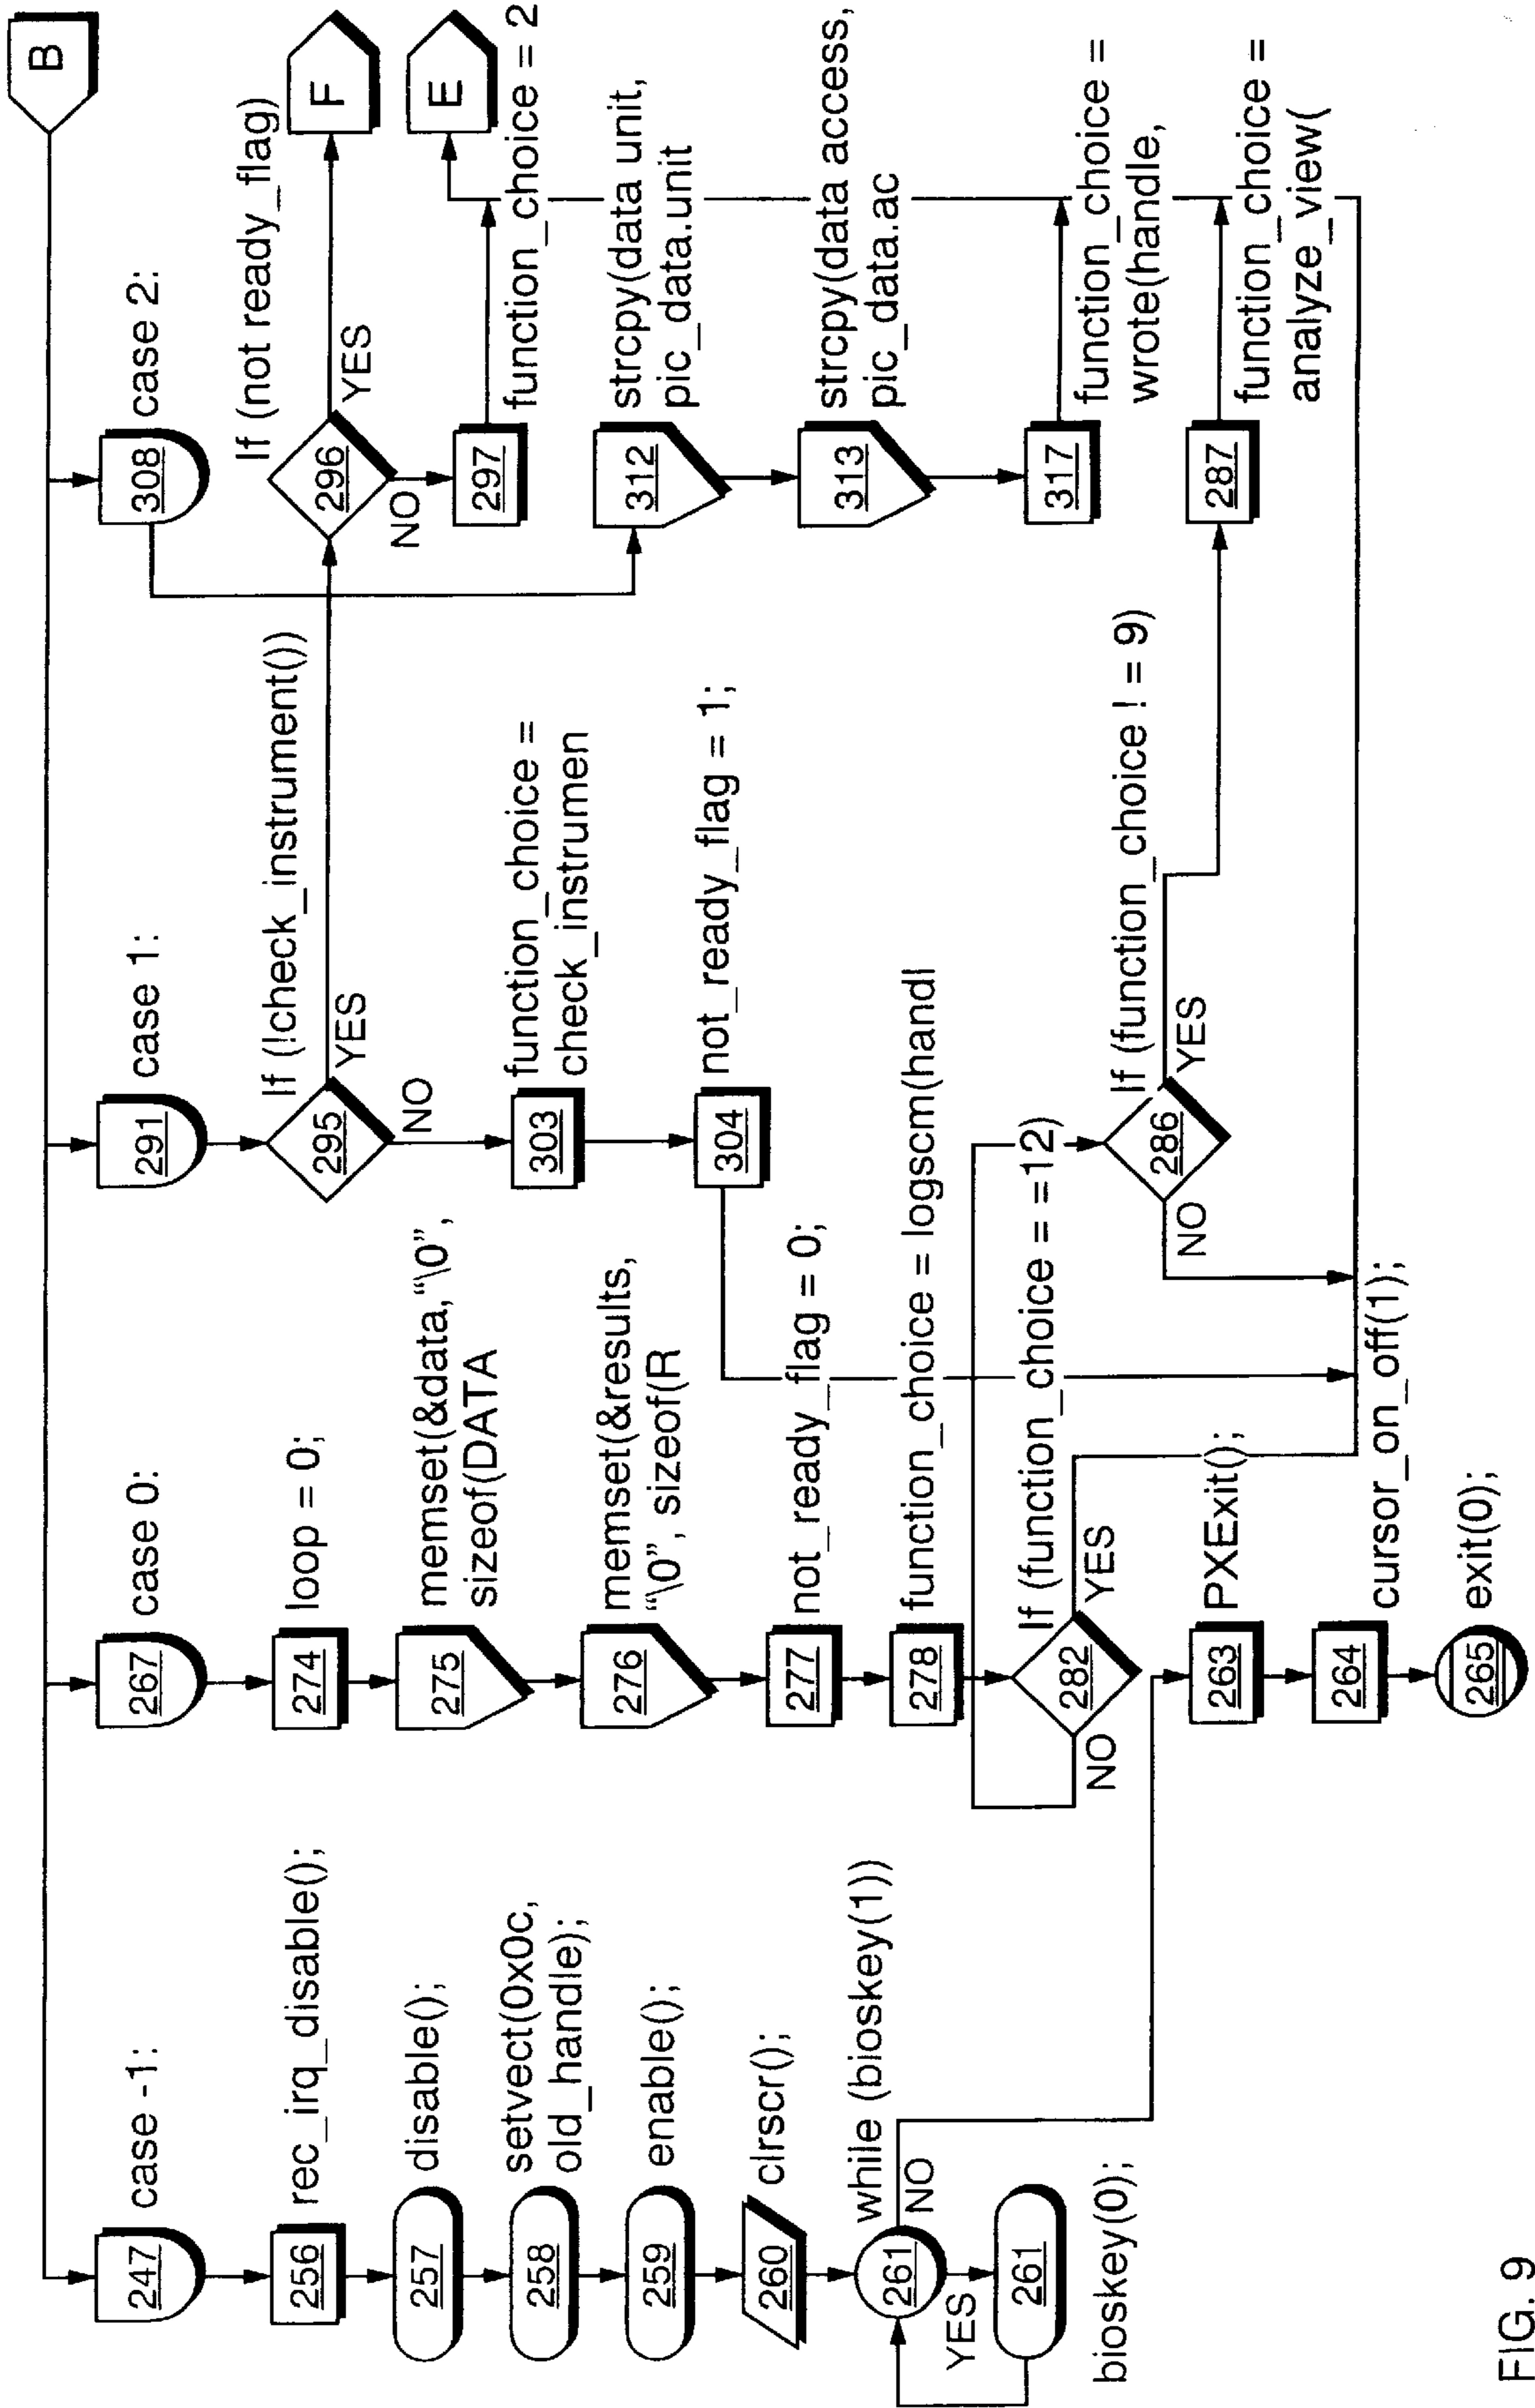 B
247
case -1:
256
rec_irq_disable();
257
disable();
258
setvect(0x0c,
old_handle);
259
enable();
260
clrscr();
261
while (bioskey(1))
NO
YES
261
bioskey(0);
267
case 0:
274
loop = 0;
275
memset(&data,"\0",
sizeof(DATA
276
memset(&results,
"\0", sizeof(R
277
not_ready_flag = 0;
278
function_choice = logscm(handl
282
If (function_choice = =12)
YES
NO
263
PXExit();
264
cursor_on_off(1);
265
exit(0);
291
case 1:
295
If (!check_instrument())
YES
NO
303
function_choice =
check_instrumen
304
not_ready_flag = 1;
286
If (function_choice ! = 9)
YES
NO
308
case 2:
296
If (not ready_flag)
YES
NO
F
297
function_choice = 2
E
312
strcpy(data unit,
pic_data.unit
313
strcpy(data access,
pic_data.ac
317
function_choice =
wrote(handle,
287
function_choice =
analyze_view(
FIG. 9